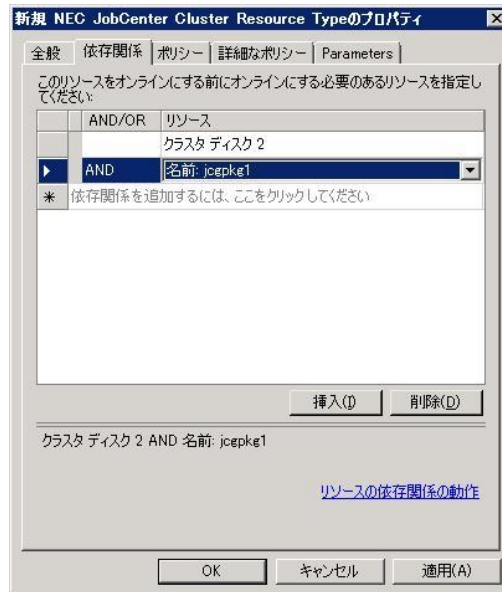 新規 NEC JobCenter Cluster Resource Typeのプロパティ
全般 依存関係 ポリシー 詳細なポリシー Parameters
このリソースをオンラインにする前にオンラインにする必要のあるリソースを指定し
てください:
AND/OR リソース
クラスタ ディスク 2
AND 名前: jcgpkg1
* 依存関係を追加するには、ここをクリックしてください
挿入(I) 削除(D)
クラスタ ディスク 2 AND 名前: jcgpkg1
リソースの依存関係の動作
OK キャンセル 適用(A)